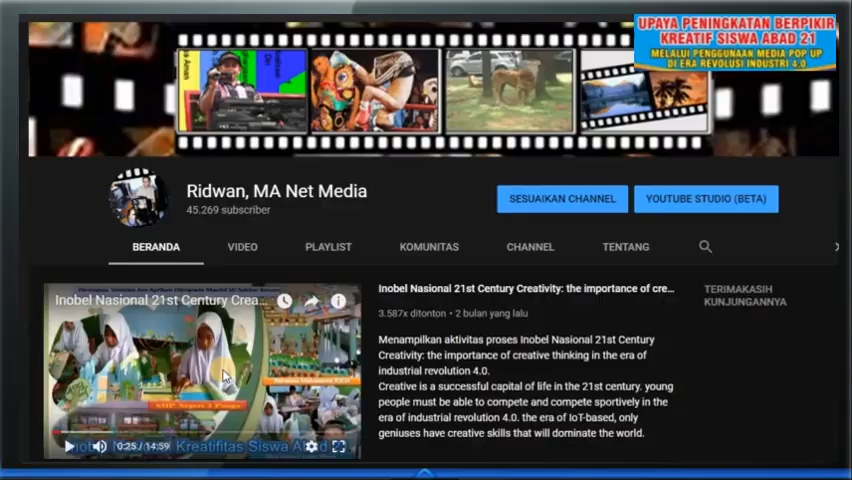 UPAYA PENINGKATAN BERPIKIR
KREATIF SISWA ABAD 21
MELALUI PENGGUNAAN MEDIA POP UP
DI ERA REVOLUSI INDUSTRI 4.0
Ridwan, MA Net Media
45.269 subscriber
SESUAIKAN CHANNEL
YOUTUBE STUDIO (BETA)
BERANDA
VIDEO
PLAYLIST
KOMUNITAS
CHANNEL
TENTANG
Inobel Nasional 21st Century Crea...
0:25 / 14:59
Kreatifitas Siswa Abad
Inobel Nasional 21st Century Creativity: the importance of cre...
3.587x ditonton • 2 bulan yang lalu
Menampilkan aktivitas proses Inobel Nasional 21st Century
Creativity: the importance of creative thinking in the era of
industrial revolution 4.0.
Creative is a successful capital of life in the 21st century. young
people must be able to compete and compete sportively in the
era of industrial revolution 4.0. the era of IoT-based, only
geniuses have creative skills that will dominate the world.
TERIMAKASIH
KUNJUNGANNYA